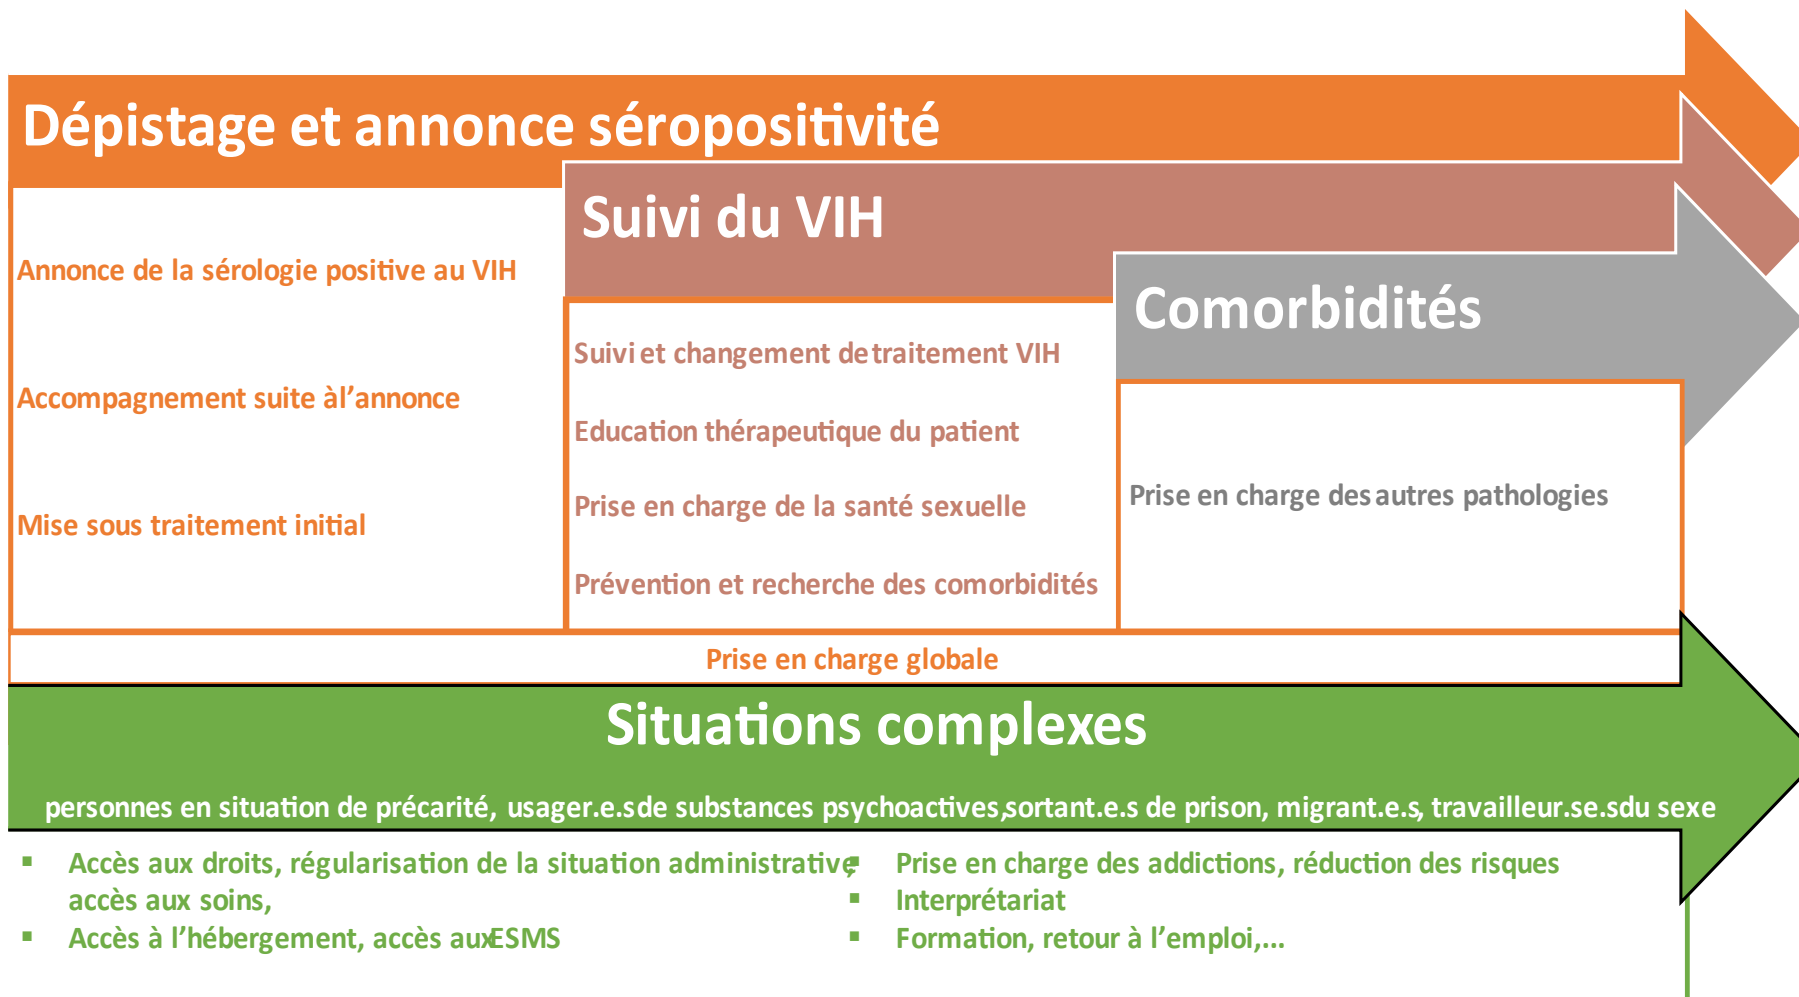 Dépistage et annonce séropositivité
Annonce de la sérologie positive au VIH
Accompagnement suite àl’annonce
Mise sous traitement initial
Suivi du VIH
Suivi et changement de traitement VIH
Education thérapeutique du patient
Prise en charge de la santé sexuelle
Prévention et recherche des comorbidités
Comorbidités
Prise en charge des autres pathologies
Prise en charge globale
Situations complexes
personnes en situation de précarité, usager.e.s de substances psychoactives, sortant.e.s de prison, migrant.e.s, travailleur.se.s du sexe
▪ Accès aux droits, régularisation de la situation administrative,
accès aux soins,
▪ Accès à l’hébergement, accès aux ESMS
▪ Prise en charge des addictions, réduction des risques
▪ Interprétariat
▪ Formation, retour à l’emploi,...